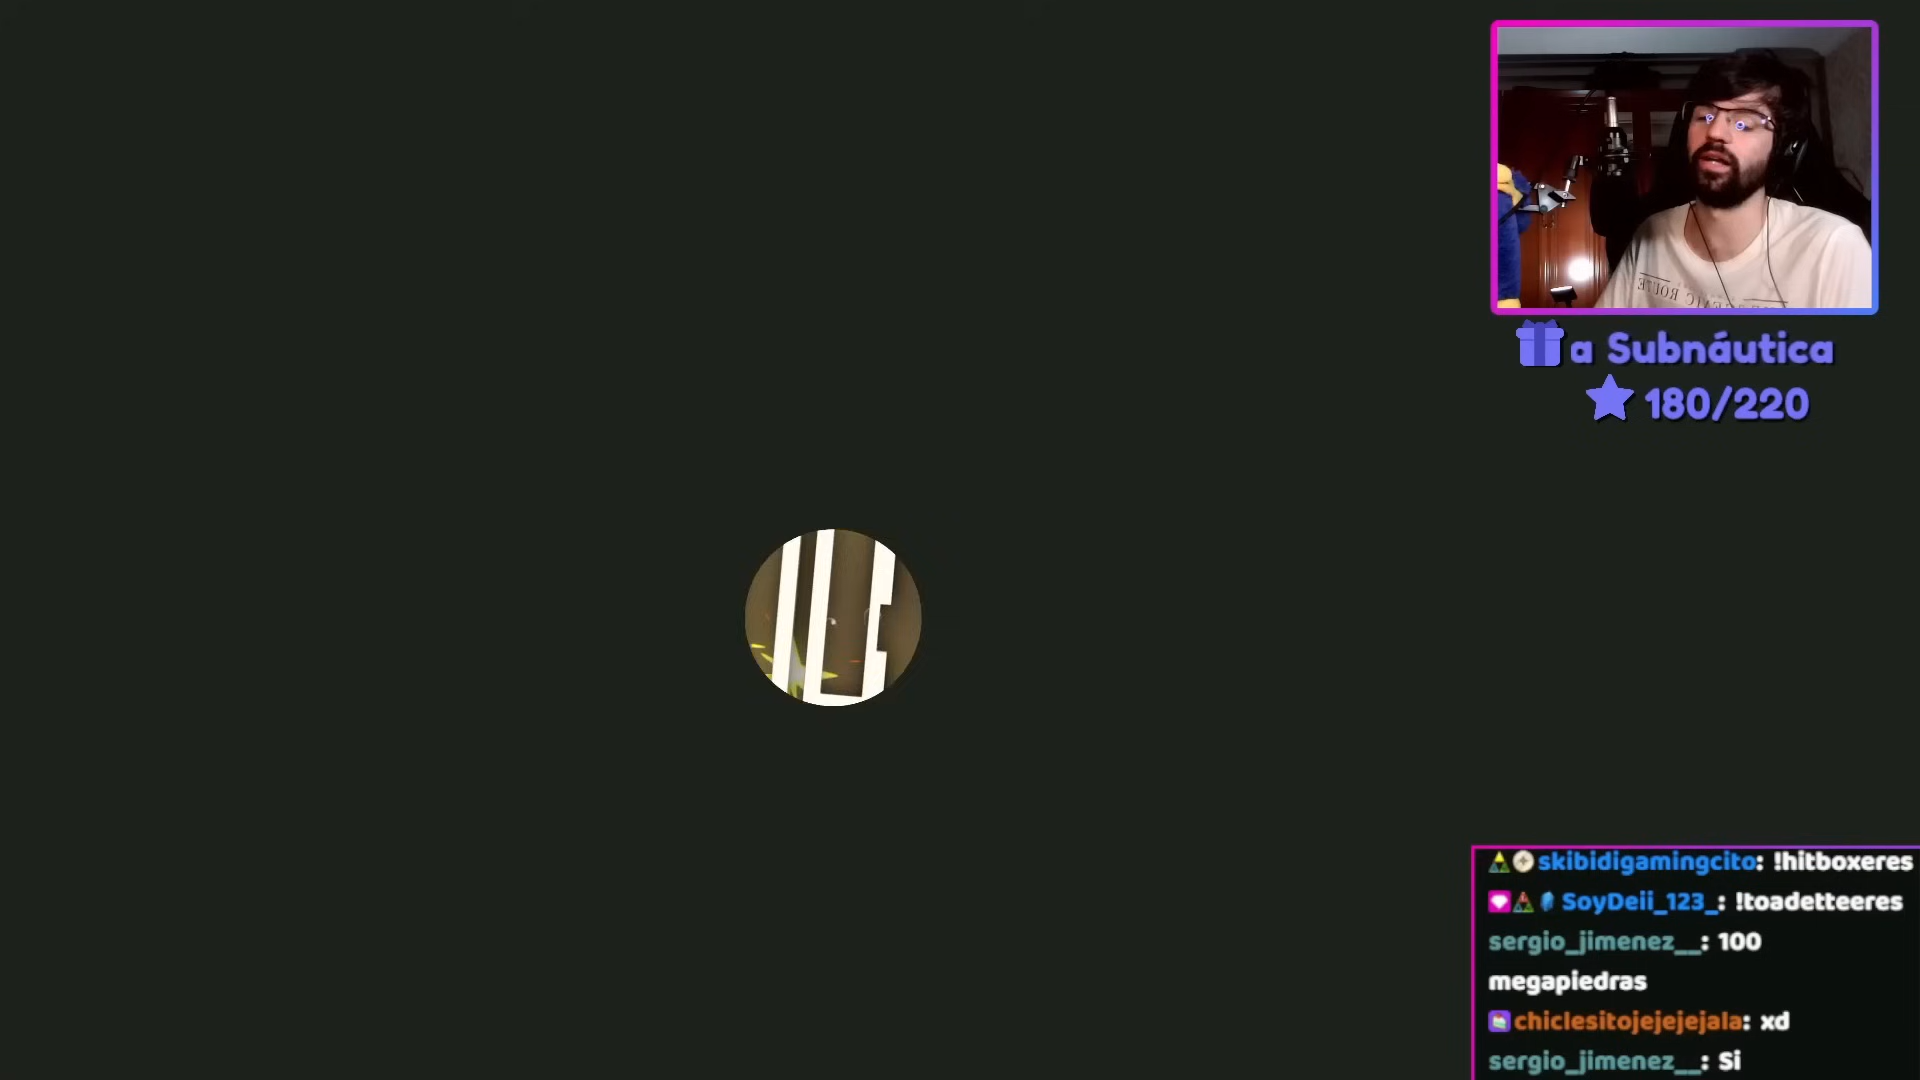 a Subnáutica
180/220
skibidigamingcito: !hitboxeres
SoyDeii_123_: !toadetteeres
sergio_jimenez__: 100
megapiedras
chiclesitojejejejala: xd
sergio_jimenez__: Si